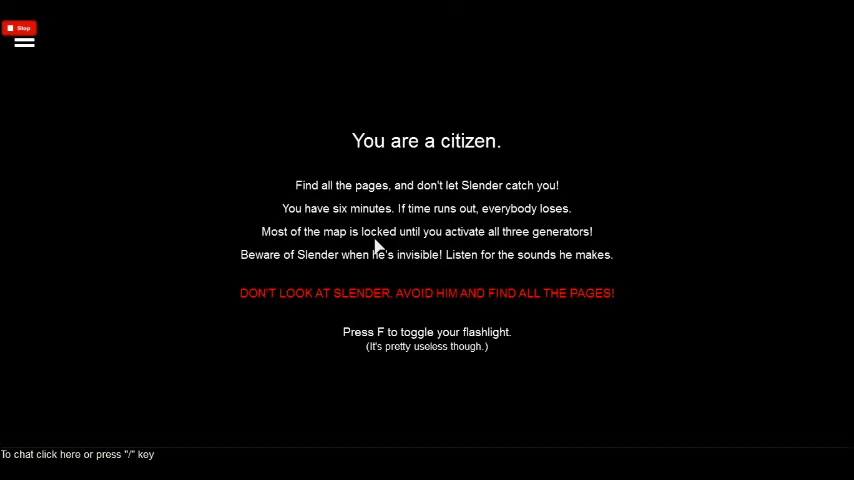 Stop
You are a citizen.
Find all the pages, and don't let Slender catch you!
You have six minutes. If time runs out, everybody loses.
Most of the map is locked until you activate all three generators!
Beware of Slender when he's invisible! Listen for the sounds he makes.
DON'T LOOK AT SLENDER. AVOID HIM AND FIND ALL THE PAGES!
Press F to toggle your flashlight.
(It's pretty useless though.)
To chat click here or press "/" key